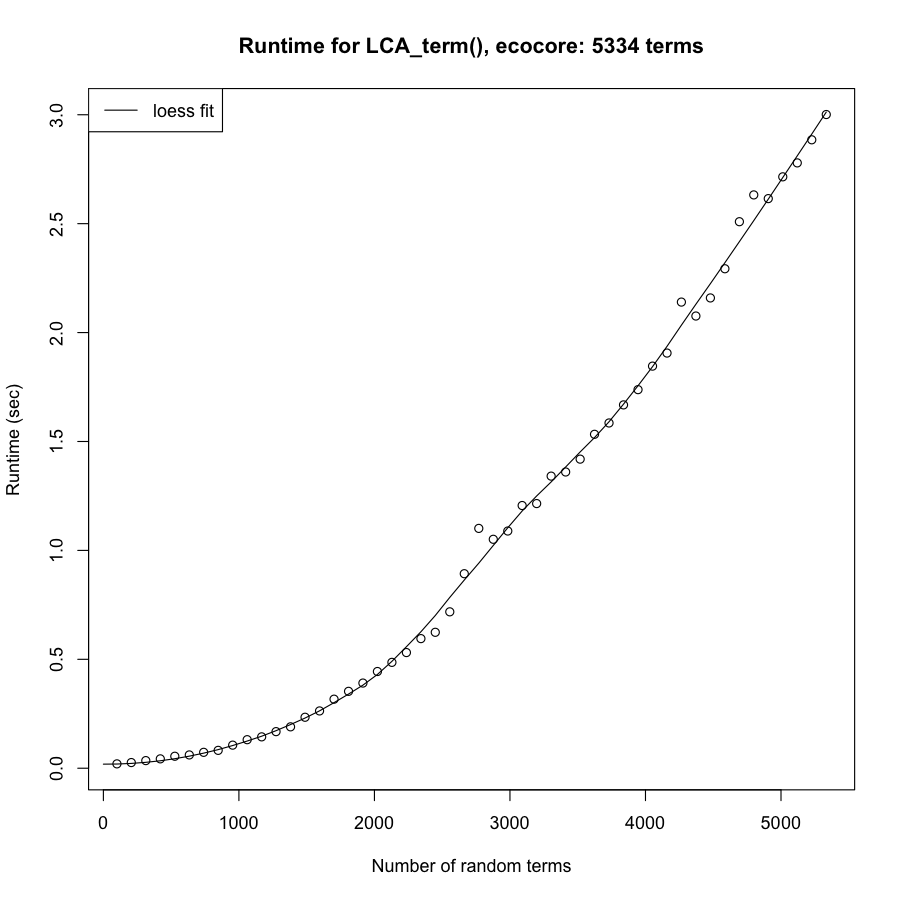 Runtime for LCA_term(), ecocore: 5334 terms
loess fit
3.0
2.5
2.0
1.5
1.0
0.5
0.0
Runtime (sec)
0 1000 2000 3000 4000 5000
Number of random terms